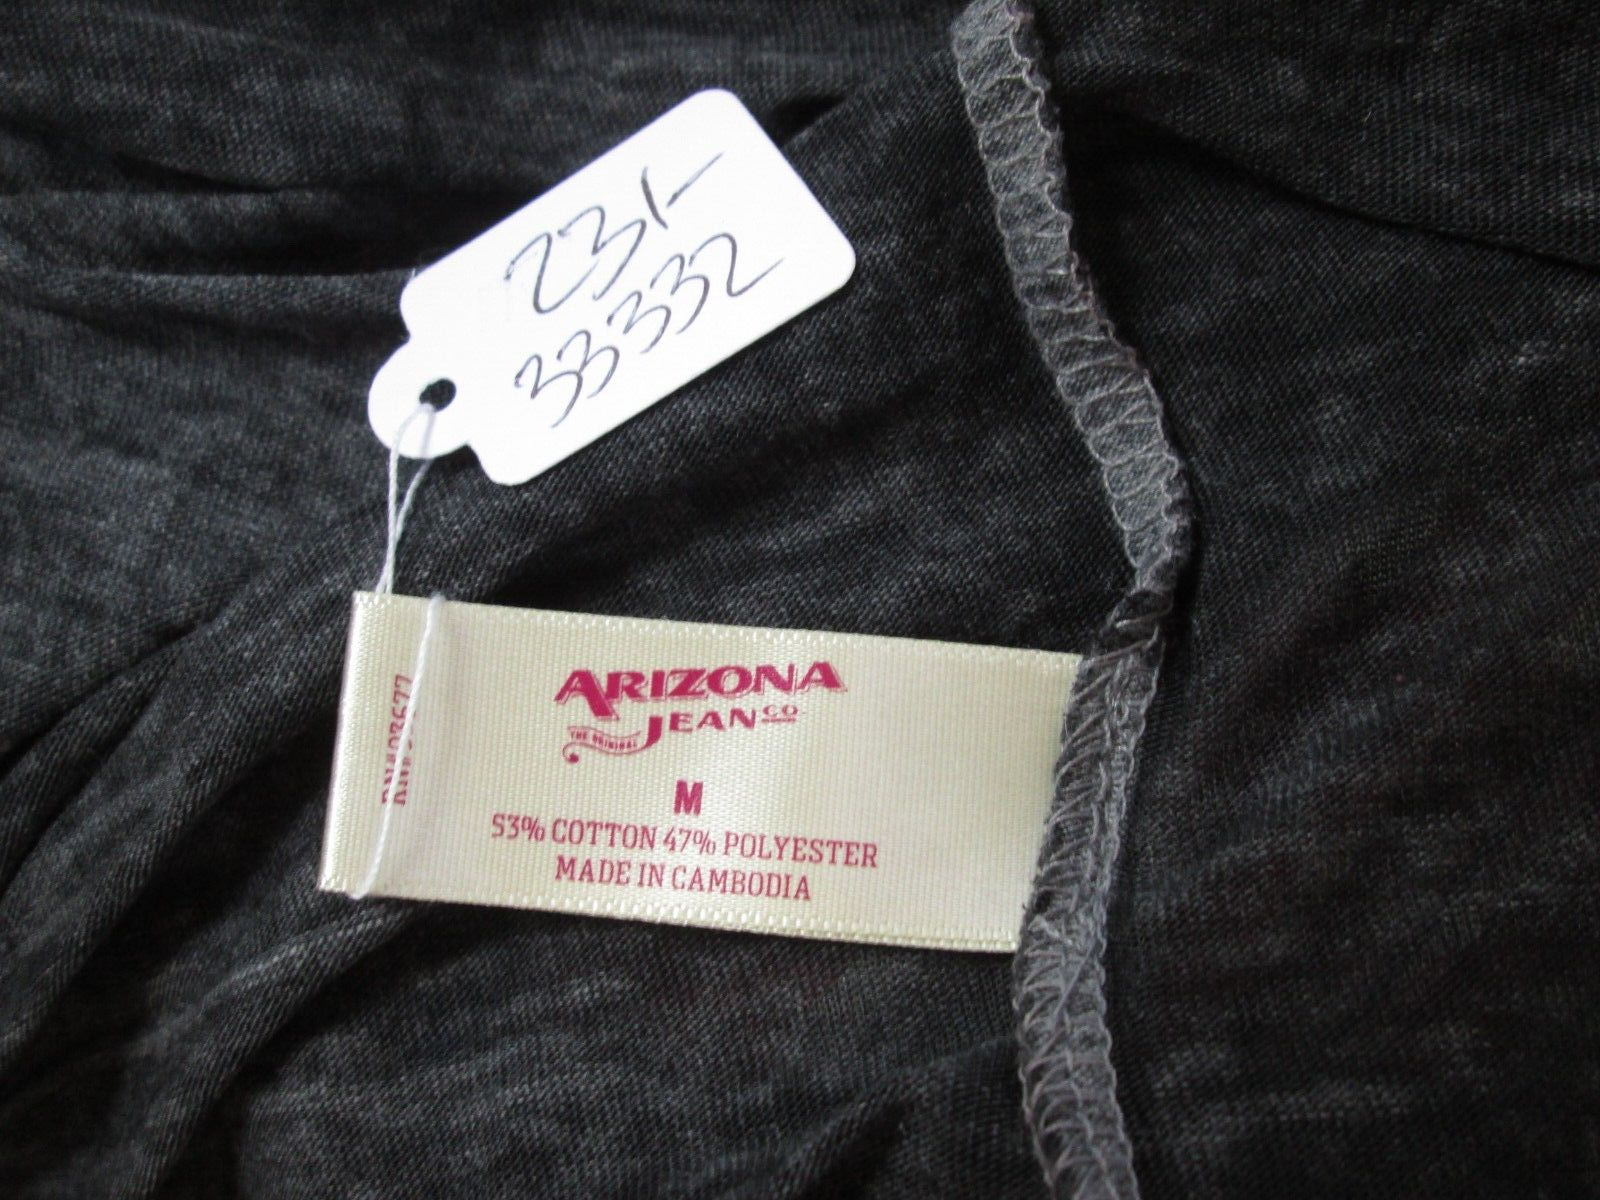 231-
33332
ARIZONA
JEAN CO
THE ORIGINAL
M
53% COTTON 47% POLYESTER
MADE IN CAMBODIA